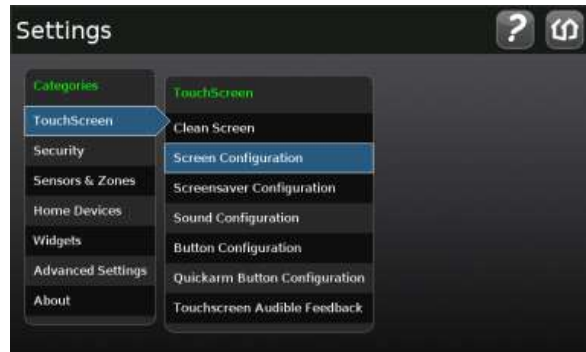 Settings
?
Categories
TouchScreen
Security
Sensors & Zones
Home Devices
Widgets
Advanced Settings
About
TouchScreen
Clean Screen
Screen Configuration
Screensaver Configuration
Sound Configuration
Button Configuration
Quickarm Button Configuration
Touchscreen Audible Feedback